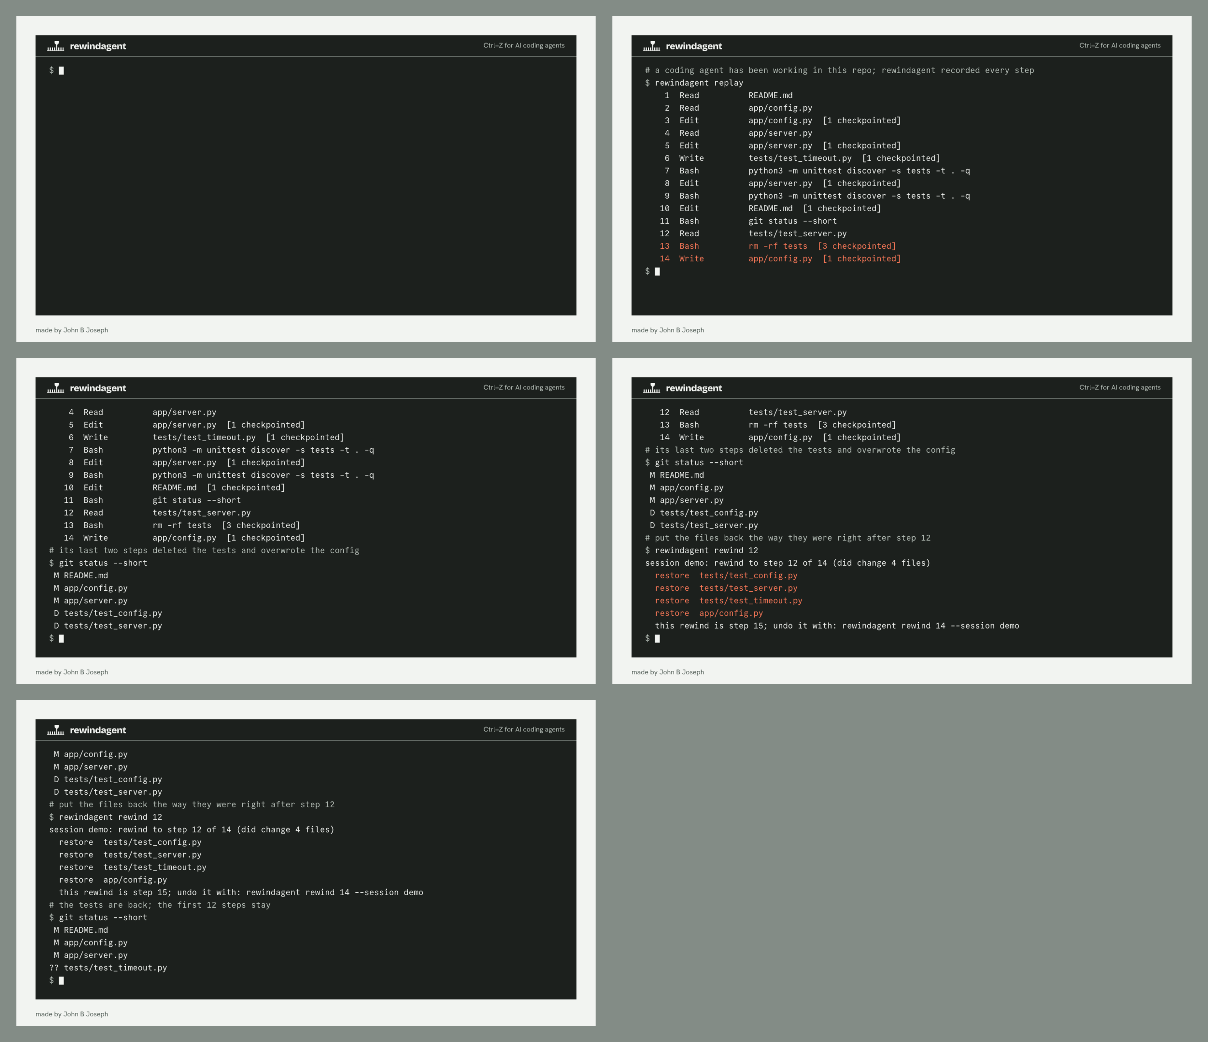 rewindagent
Ctrl-Z for AI coding agents
$
made by John B Joseph
rewindagent
Ctrl-Z for AI coding agents
# a coding agent has been working in this repo; rewindagent recorded every step
$ rewindagent replay
1 Read README.md
2 Read app/config.py
3 Edit app/config.py [1 checkpointed]
4 Read app/server.py
5 Edit app/server.py [1 checkpointed]
6 Write tests/test_timeout.py [1 checkpointed]
7 Bash python3 -m unittest discover -s tests -t . -q
8 Edit app/server.py [1 checkpointed]
9 Bash python3 -m unittest discover -s tests -t . -q
10 Edit README.md [1 checkpointed]
11 Bash git status --short
12 Read tests/test_server.py
13 Bash rm -rf tests [3 checkpointed]
14 Write app/config.py [1 checkpointed]
$
made by John B Joseph
rewindagent
Ctrl-Z for AI coding agents
4 Read app/server.py
5 Edit app/server.py [1 checkpointed]
6 Write tests/test_timeout.py [1 checkpointed]
7 Bash python3 -m unittest discover -s tests -t . -q
8 Edit app/server.py [1 checkpointed]
9 Bash python3 -m unittest discover -s tests -t . -q
10 Edit README.md [1 checkpointed]
11 Bash git status --short
12 Read tests/test_server.py
13 Bash rm -rf tests [3 checkpointed]
14 Write app/config.py [1 checkpointed]
# its last two steps deleted the tests and overwrote the config
$ git status --short
M README.md
M app/config.py
M app/server.py
D tests/test_config.py
D tests/test_server.py
$
made by John B Joseph
rewindagent
Ctrl-Z for AI coding agents
12 Read tests/test_server.py
13 Bash rm -rf tests [3 checkpointed]
14 Write app/config.py [1 checkpointed]
# its last two steps deleted the tests and overwrote the config
$ git status --short
M README.md
M app/config.py
M app/server.py
D tests/test_config.py
D tests/test_server.py
# put the files back the way they were right after step 12
$ rewindagent rewind 12
session demo: rewind to step 12 of 14 (did change 4 files)
restore tests/test_config.py
restore tests/test_server.py
restore tests/test_timeout.py
restore app/config.py
this rewind is step 15; undo it with: rewindagent rewind 14 --session demo
$
made by John B Joseph
rewindagent
Ctrl-Z for AI coding agents
M app/config.py
M app/server.py
D tests/test_config.py
D tests/test_server.py
# put the files back the way they were right after step 12
$ rewindagent rewind 12
session demo: rewind to step 12 of 14 (did change 4 files)
restore tests/test_config.py
restore tests/test_server.py
restore tests/test_timeout.py
restore app/config.py
this rewind is step 15; undo it with: rewindagent rewind 14 --session demo
# the tests are back; the first 12 steps stay
$ git status --short
M README.md
M app/config.py
M app/server.py
?? tests/test_timeout.py
$
made by John B Joseph